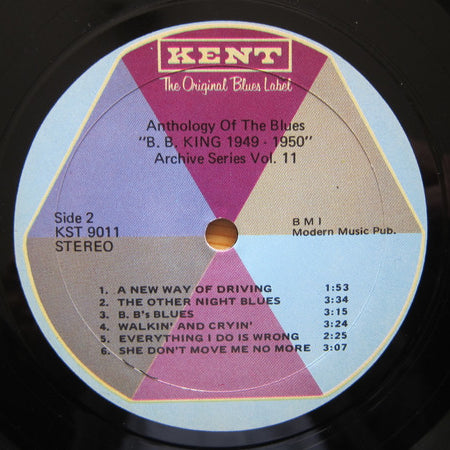 KENT
The Original Blues Label
Anthology Of The Blues
"B. B. KING 1949 - 1950"
Archive Series Vol. 11
Side 2
KST 9011
STEREO
B M I
Modern Music Pub.
1. A NEW WAY OF DRIVING 1:53
2. THE OTHER NIGHT BLUES 3:34
3. B. B's BLUES 3:15
4. WALKIN' AND CRYIN' 3:24
5. EVERYTHING I DO IS WRONG 2:25
6. SHE DON'T MOVE ME NO MORE 3:07